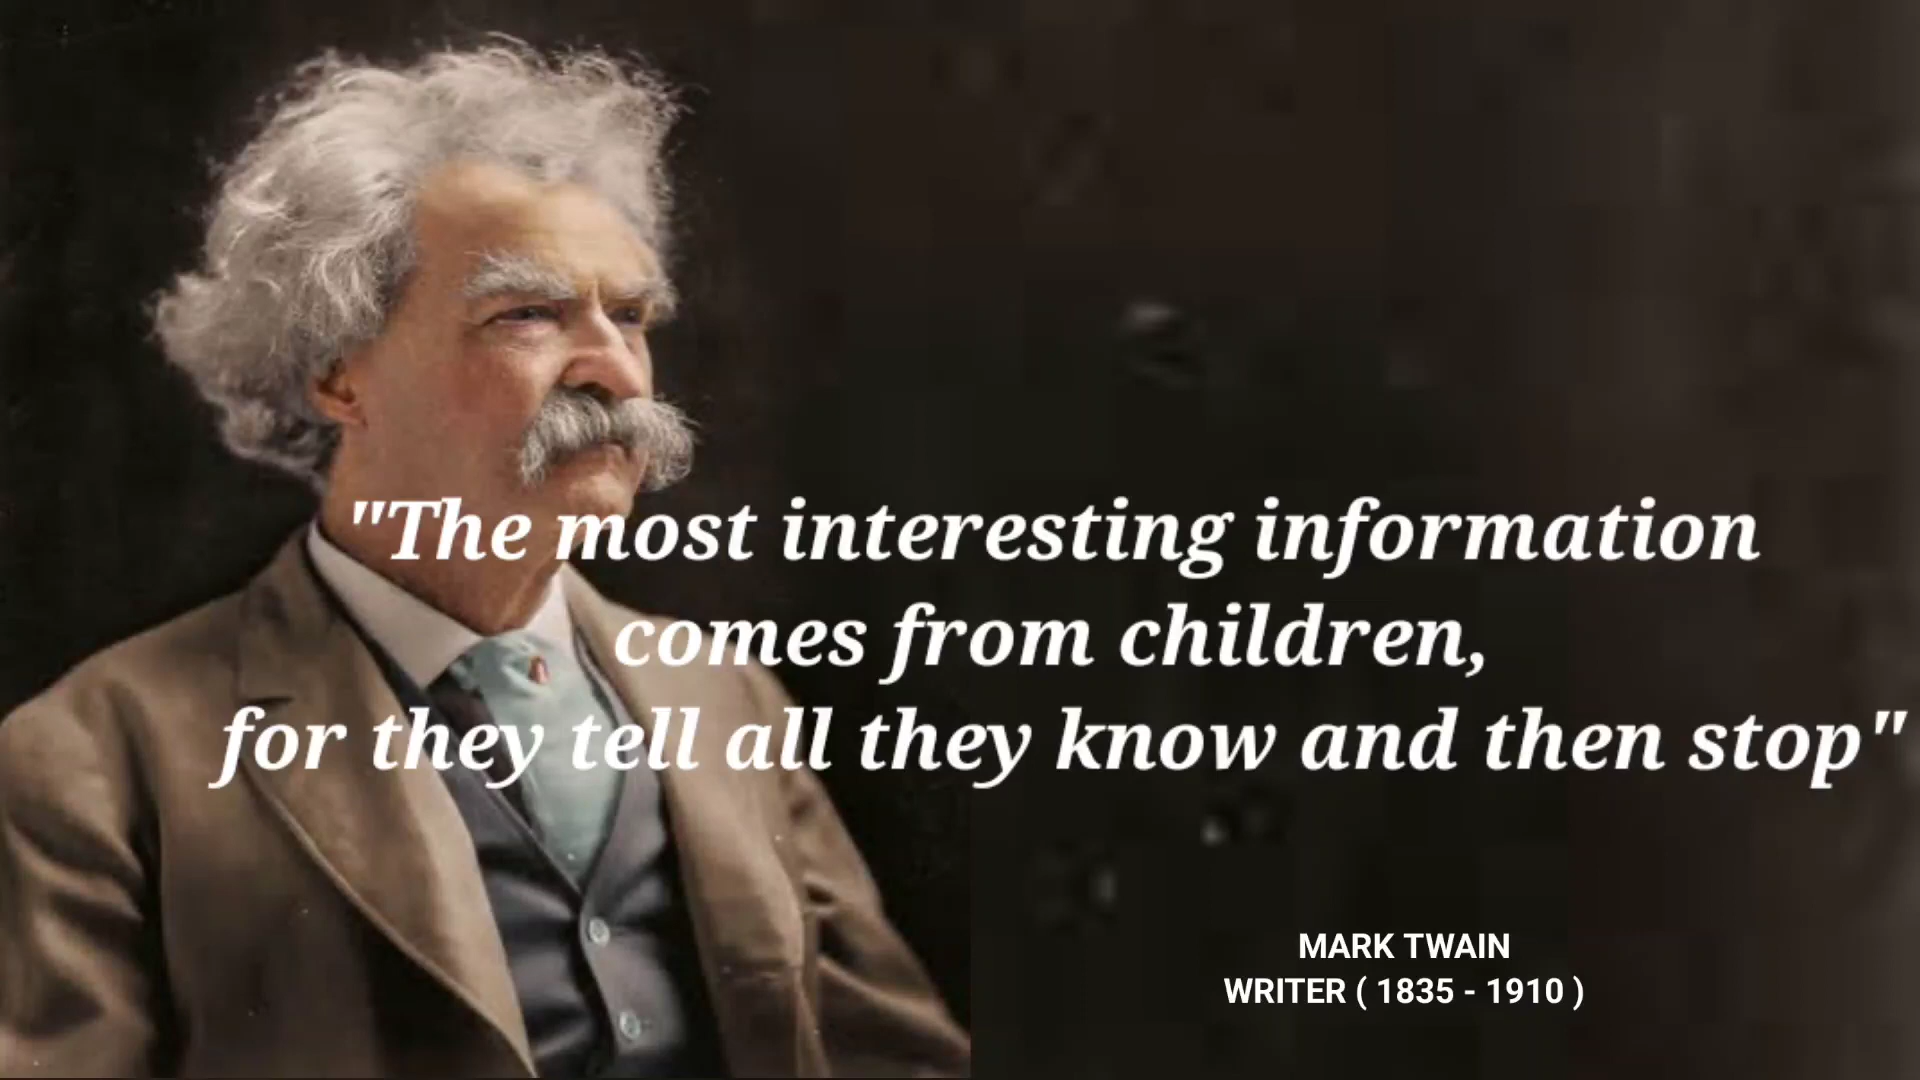 "The most interesting information
comes from children,
for they tell all they know and then stop"
MARK TWAIN
WRITER ( 1835 - 1910 )